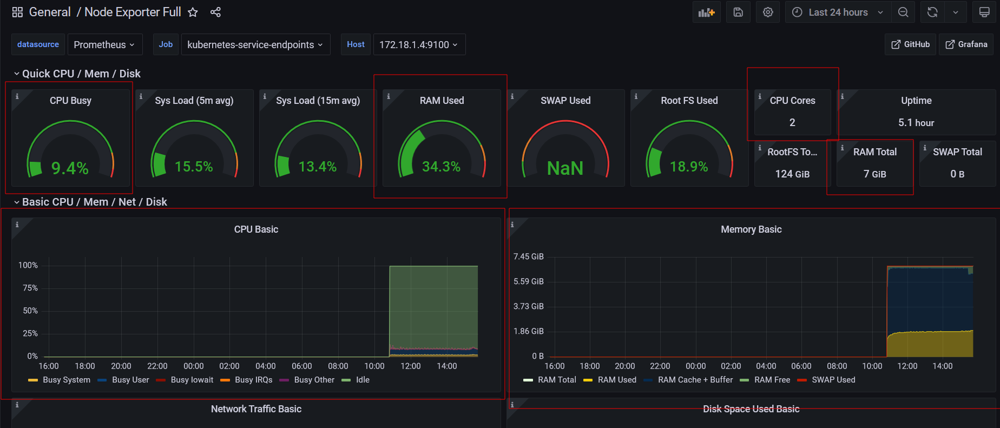 General / Node Exporter Full
Last 24 hours
datasource Prometheus Job kubernetes-service-endpoints Host 172.18.1.4:9100 GitHub Grafana
Quick CPU / Mem / Disk
CPU Busy
9.4%
Sys Load (5m avg)
15.5%
Sys Load (15m avg)
13.4%
RAM Used
34.3%
SWAP Used
NaN
Root FS Used
18.9%
CPU Cores
2
Uptime
5.1 hour
RootFS To...
124 GiB
RAM Total
7 GiB
SWAP Total
0 B
Basic CPU / Mem / Net / Disk
CPU Basic
100%
75%
50%
25%
0%
16:00 18:00 20:00 22:00 00:00 02:00 04:00 06:00 08:00 10:00 12:00 14:00
Busy System Busy User Busy Iowait Busy IRQs Busy Other Idle
Memory Basic
7.45 GiB
5.59 GiB
3.73 GiB
1.86 GiB
0 B
16:00 18:00 20:00 22:00 00:00 02:00 04:00 06:00 08:00 10:00 12:00 14:00
RAM Total RAM Used RAM Cache + Buffer RAM Free SWAP Used
Network Traffic Basic
Disk Space Used Basic